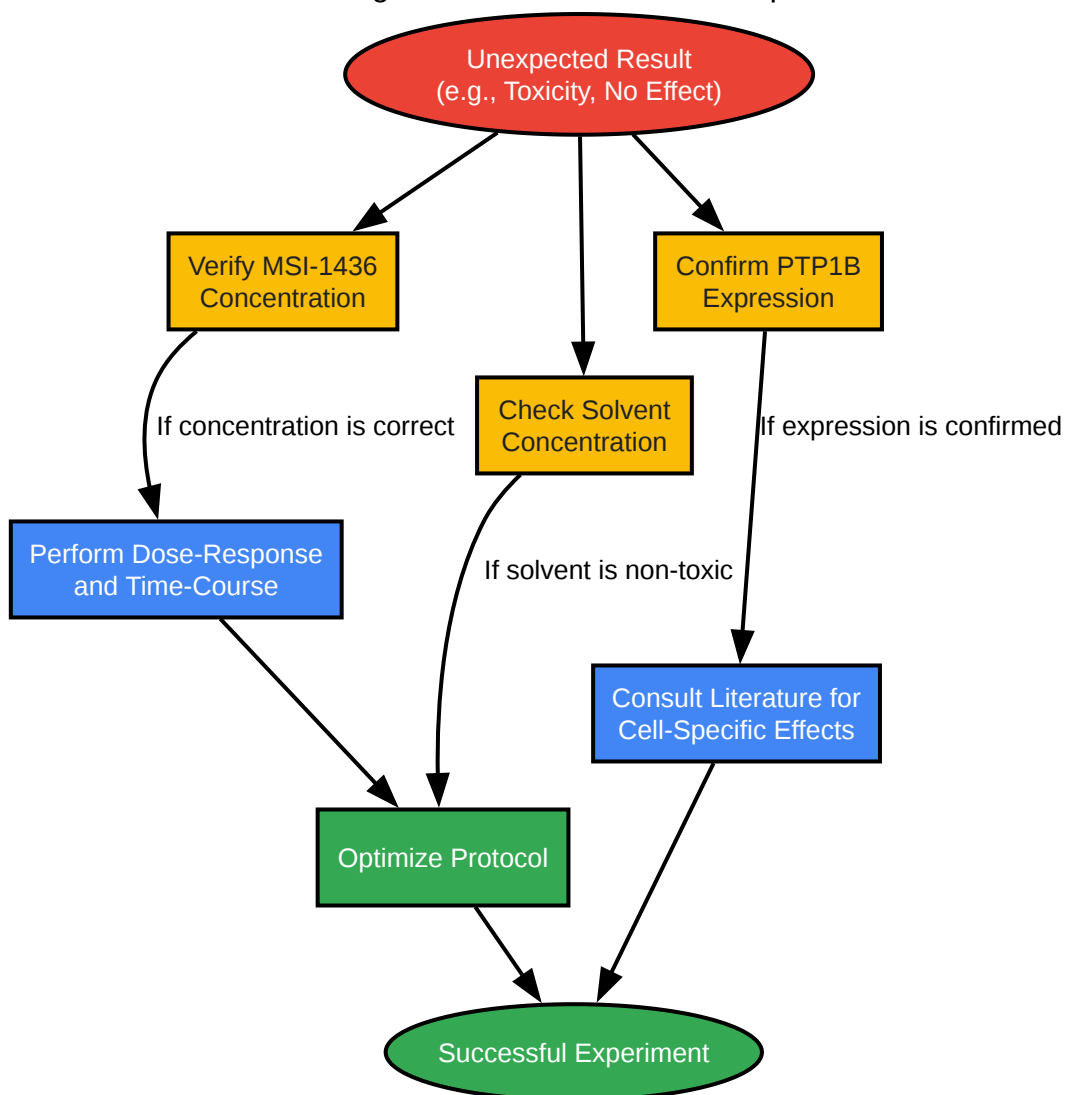 Unexpected Result
(e.g., Toxicity, No Effect)
Verify MSI-1436
Concentration
Confirm PTP1B
Expression
Check Solvent
Concentration
If concentration is correct
If expression is confirmed
Perform Dose-Response
and Time-Course
If solvent is non-toxic
Consult Literature for
Cell-Specific Effects
Optimize Protocol
Successful Experiment